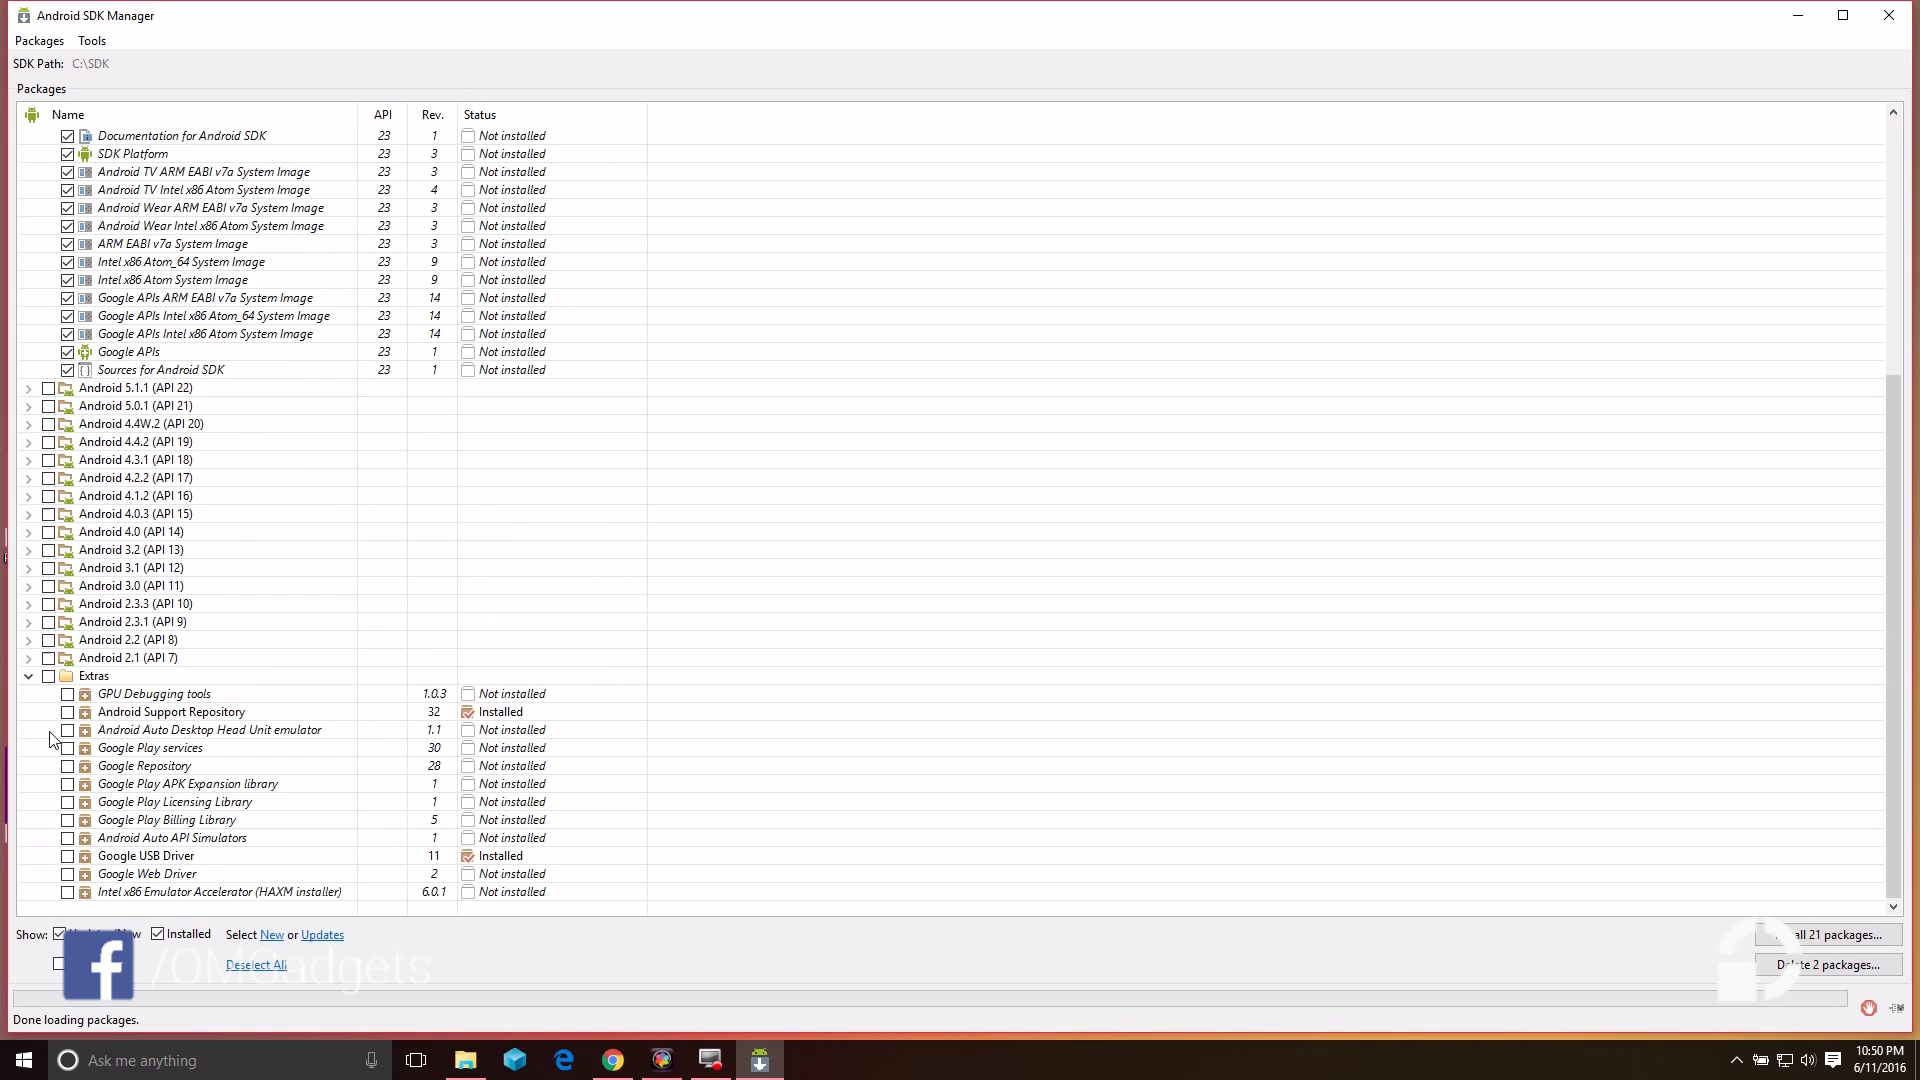 Android SDK Manager
Packages Tools
SDK Path: C:\SDK
Packages
Name API Rev. Status
Documentation for Android SDK 23 1 Not installed
SDK Platform 23 3 Not installed
Android TV ARM EABI v7a System Image 23 3 Not installed
Android TV Intel x86 Atom System Image 23 4 Not installed
Android Wear ARM EABI v7a System Image 23 3 Not installed
Android Wear Intel x86 Atom System Image 23 3 Not installed
ARM EABI v7a System Image 23 3 Not installed
Intel x86 Atom_64 System Image 23 9 Not installed
Intel x86 Atom System Image 23 9 Not installed
Google APIs ARM EABI v7a System Image 23 14 Not installed
Google APIs Intel x86 Atom_64 System Image 23 14 Not installed
Google APIs Intel x86 Atom System Image 23 14 Not installed
Google APIs 23 1 Not installed
Sources for Android SDK 23 1 Not installed
Android 5.1.1 (API 22)
Android 5.0.1 (API 21)
Android 4.4W.2 (API 20)
Android 4.4.2 (API 19)
Android 4.3.1 (API 18)
Android 4.2.2 (API 17)
Android 4.1.2 (API 16)
Android 4.0.3 (API 15)
Android 4.0 (API 14)
Android 3.2 (API 13)
Android 3.1 (API 12)
Android 3.0 (API 11)
Android 2.3.3 (API 10)
Android 2.3.1 (API 9)
Android 2.2 (API 8)
Android 2.1 (API 7)
Extras
GPU Debugging tools 1.0.3 Not installed
Android Support Repository 32 Installed
Android Auto Desktop Head Unit emulator 1.1 Not installed
Google Play services 30 Not installed
Google Repository 28 Not installed
Google Play APK Expansion library 1 Not installed
Google Play Licensing Library 1 Not installed
Google Play Billing Library 5 Not installed
Android Auto API Simulators 1 Not installed
Google USB Driver 11 Installed
Google Web Driver 2 Not installed
Intel x86 Emulator Accelerator (HAXM installer) 6.0.1 Not installed
Show: Installed Select New or Updates
21 packages...
Deselect All
Delete 2 packages...
f /OMGadgets
Done loading packages.
Ask me anything
10:50 PM
6/11/2016